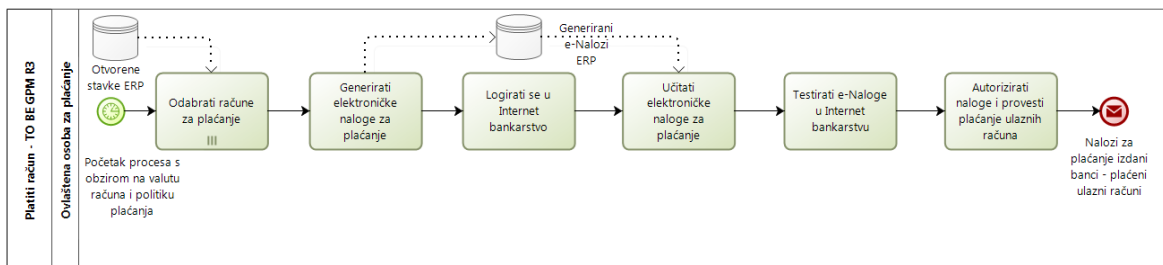 Platiti račun - TO BE GPM R3
Ovlaštena osoba za plaćanje
Otvorene
stavke ERP
Početak procesa s
obzirom na valutu
računa i politiku
plaćanja
Odabrati račune
za plaćanje
Generirati
elektroničke
naloge za
plaćanje
Generirani
e-Nalozi
ERP
Logirati se u
Internet
bankarstvo
Učitati
elektroničke
naloge za
plaćanje
Testirati e-Naloge
u Internet
bankarstvu
Autorizirati
naloge i provesti
plaćanje ulaznih
računa
Nalozi za
plaćanje izdani
banci - plaćeni
ulazni računi